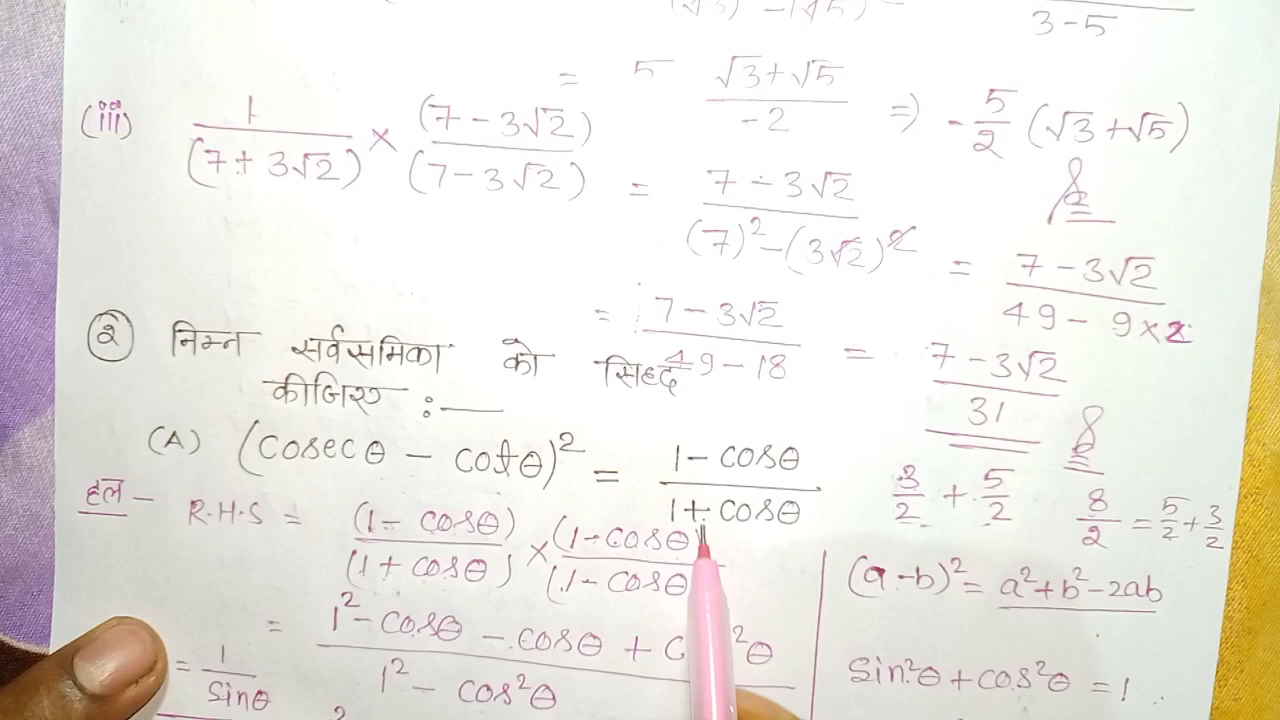 3-5
= 5 √3+√5 / -2 => -5/2 (√3+√5)
(iii) 1/(7+3√2) × (7-3√2)/(7-3√2) = 7-3√2 / (7)²-(3√2)² = 7-3√2 / 49-9×2
= 7-3√2 / 49-18 = 7-3√2 / 31
② निम्न सर्वसमिका को सिध्द
कीजिए :—
(A) (cosecθ - cotθ)² = 1-cosθ / 1+cosθ
3/2 + 5/2 8/2 = 5/2 + 3/2
हल – R.H.S = (1-cosθ)/(1+cosθ) × (1-cosθ)/(1-cosθ
(a-b)² = a²+b²-2ab
= 1²-cosθ-cosθ+c ²θ / 1²-cos²θ
sin²θ+cos²θ = 1
= 1/sinθ